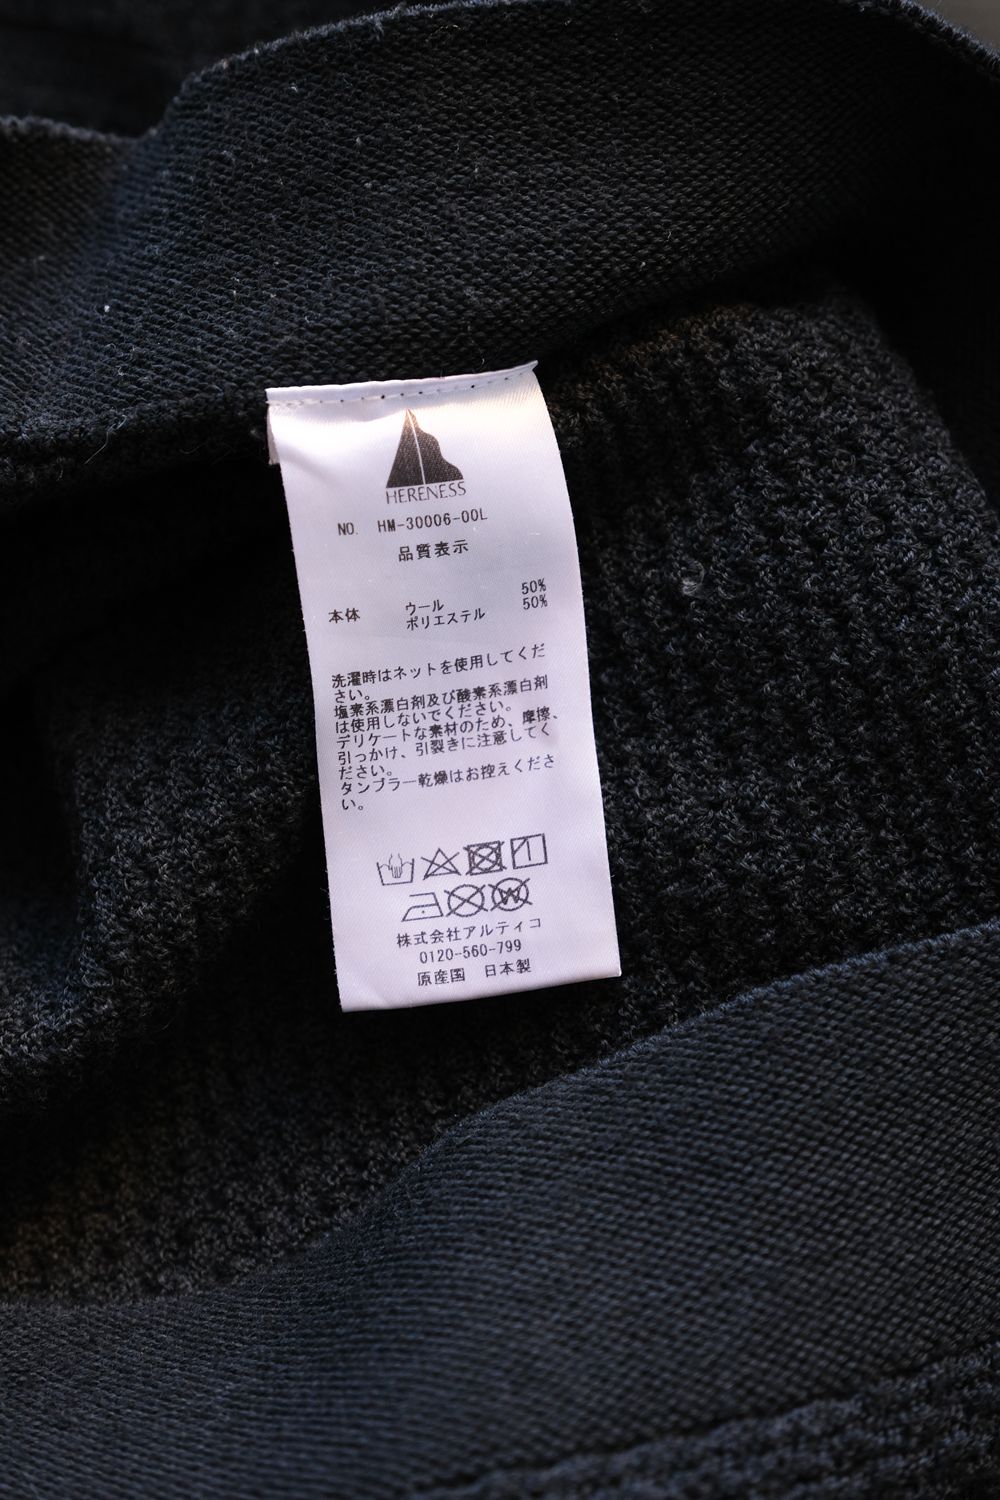 HERENESS
NO. HM-30006-00L
品質表示
本体 ウール 50%
ポリエステル 50%
洗濯時はネットを使用してくだ
さい。
塩素系漂白剤及び酸素系漂白剤
は使用しないでください。
デリケートな素材のため、摩擦、
引っかけ、引裂きに注意してく
ださい。
タンブラー乾燥はお控えくださ
い。
W
株式会社アルティコ
0120-560-799
原産国 日本製